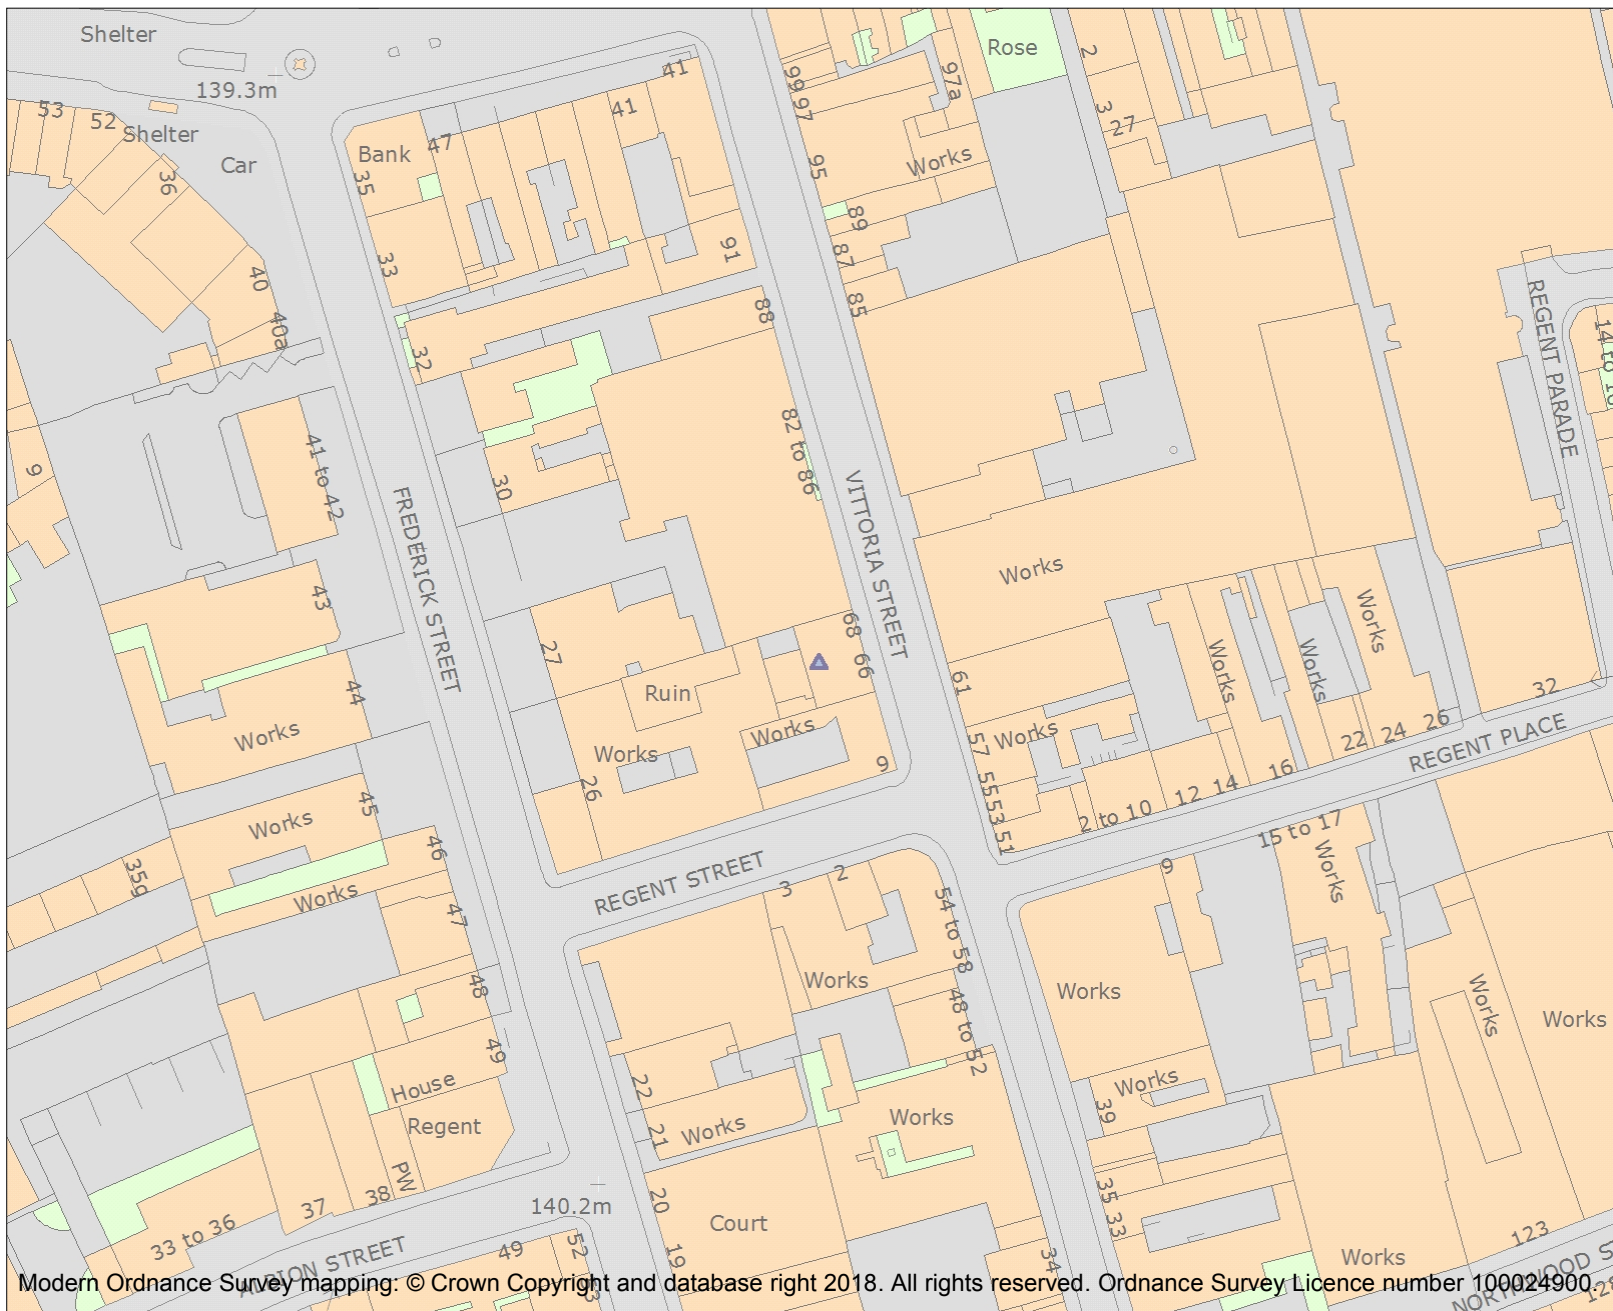 Shelter
Rose
2
41
99
97
97a
139.3m
53
52
Shelter
41
3
27
47
Bank
Car
35
36
95
Works
89
33
91
87
40
88
85
REGENT PARADE
40a
32
41 to 42
82 to 86
9
30
FREDERICK STREET
VITTORIA STREET
Works
43
Works
27
68
66
Works
Works
61
44
Ruin
32
Works
57
Works
Works
Works
22
24
26
REGENT PLACE
9
26
55
53
51
16
14
12
2 to 10
45
Works
46
15 to 17
Works
9
35g
REGENT STREET
3
2
Works
47
54 to 58
48
Works
Works
Works
Works
49
48 to 52
House
22
Works
39
Regent
Works
21
Works
PW
38
37
140.2m
20
Court
35
33
33 to 36
ALBION STREET
49
52
19
34
Works
123
NORTHWOOD S
Modern Ordnance Survey mapping: © Crown Copyright and database right 2018. All rights reserved. Ordnance Survey Licence number 100024900.